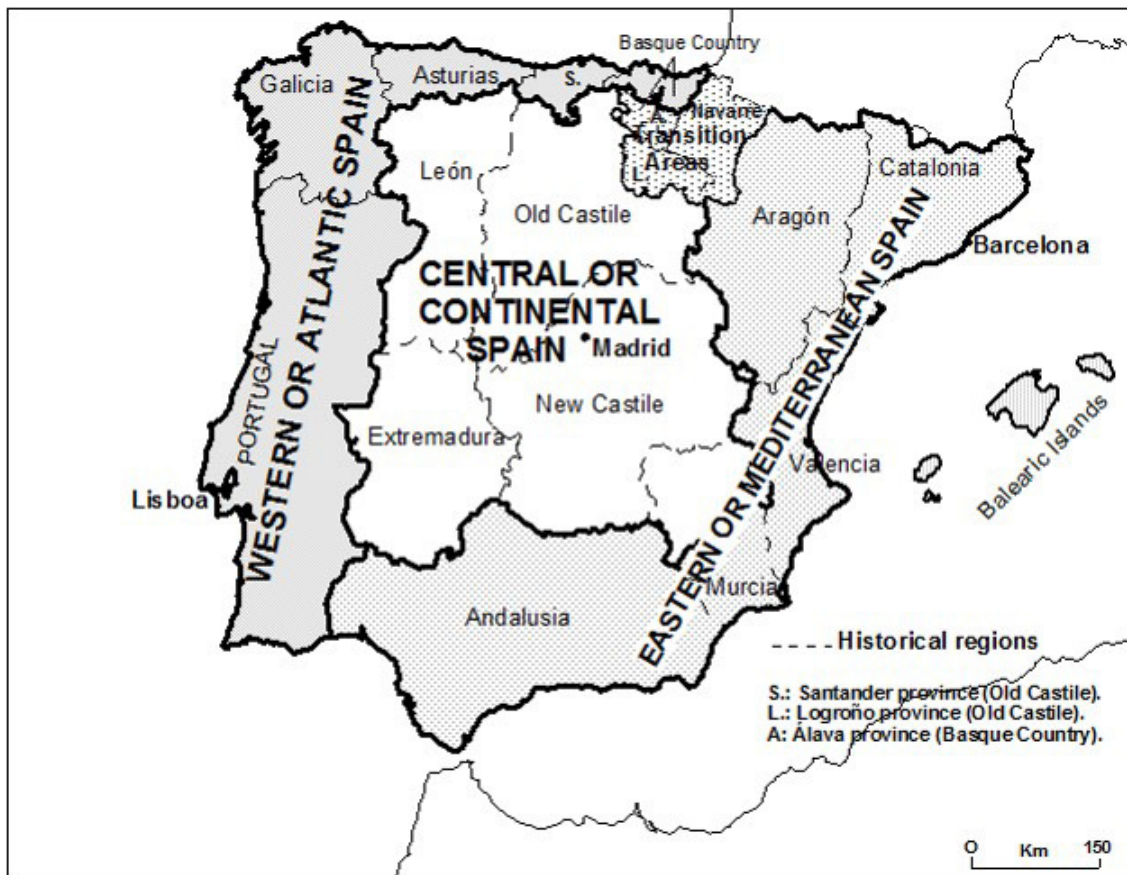 Basque Country
Galicia
Asturias
S.
A.
Navarre
Transition
Areas
L.
León
Catalonia
Old Castile
Aragón
WESTERN OR ATLANTIC SPAIN
CENTRAL OR
CONTINENTAL
SPAIN
Madrid
Barcelona
EASTERN OR MEDITERRANEAN SPAIN
PORTUGAL
New Castile
Extremadura
Valencia
Balearic Islands
Lisboa
Andalusia
Murcia
Historical regions
S.: Santander province (Old Castile).
L.: Logroño province (Old Castile).
A: Álava province (Basque Country).
O Km 150